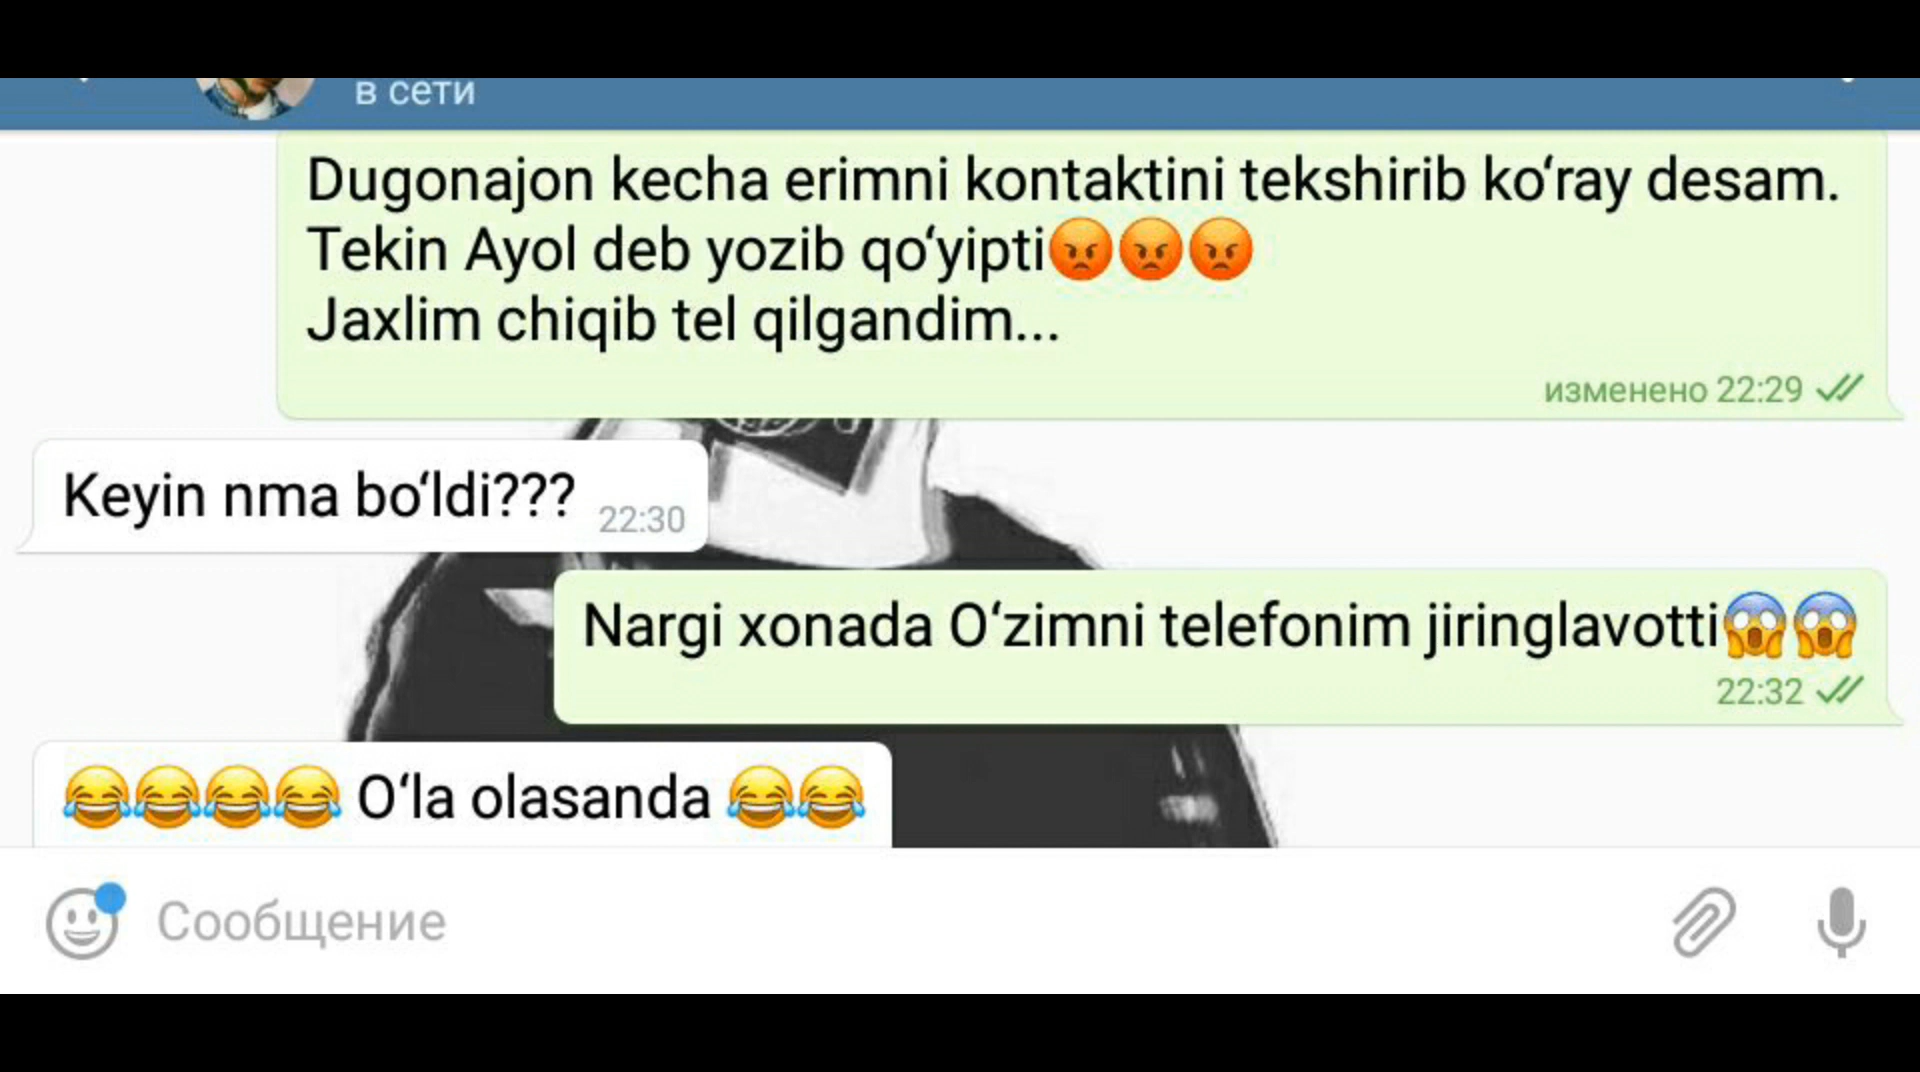 в сети
Dugonajon kecha erimni kontaktini tekshirib ko‘ray desam.
Tekin Ayol deb yozib qo‘yipti😡😡😡
Jaxlim chiqib tel qilgandim...
изменено 22:29
Keyin nma bo‘ldi???
22:30
Nargi xonada O‘zimni telefonim jiringlavotti😱😱
22:32
😂😂😂😂 O‘la olasanda 😂😂
Сообщение